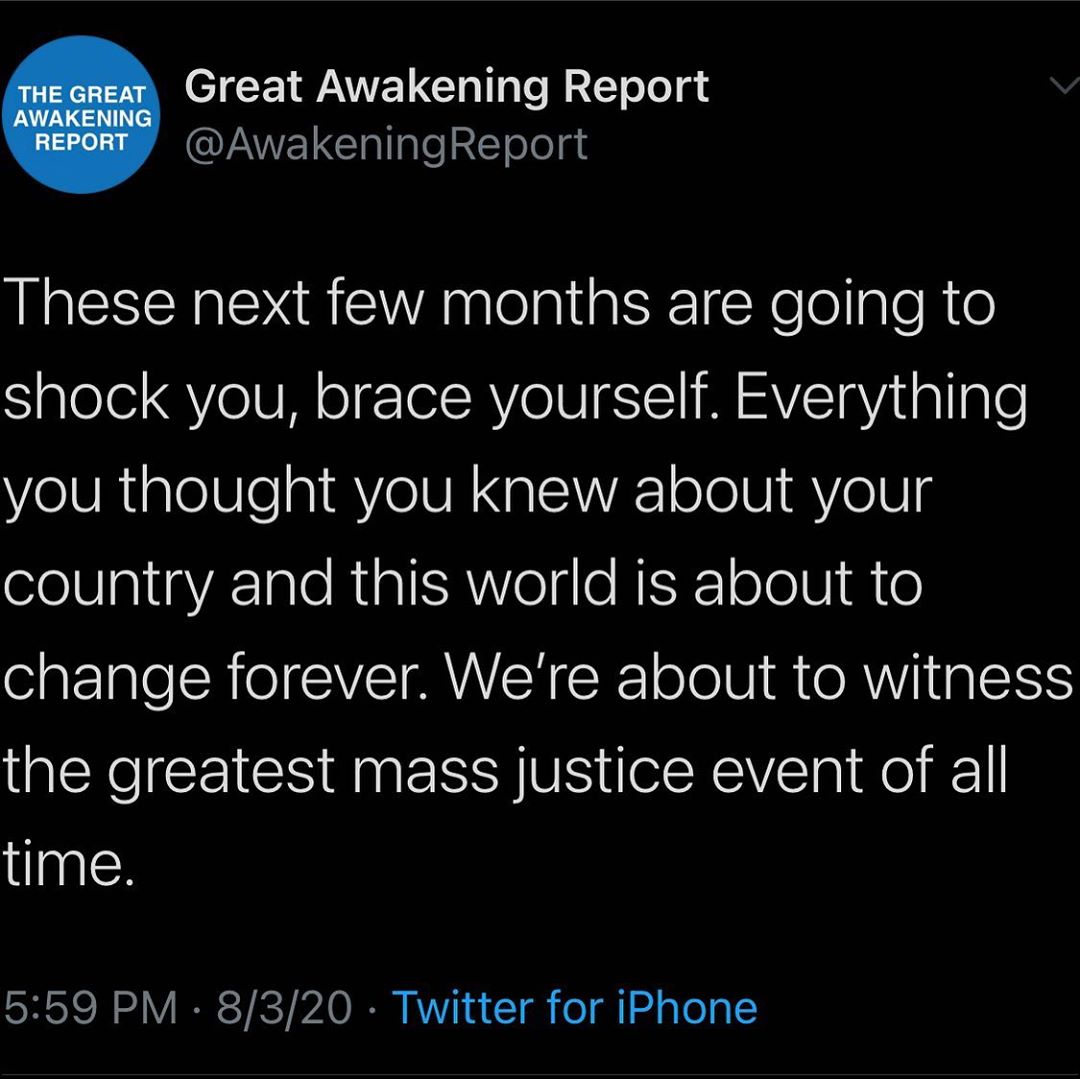 THE GREAT
AWAKENING
REPORT
Great Awakening Report
@AwakeningReport
These next few months are going to
shock you, brace yourself. Everything
you thought you knew about your
country and this world is about to
change forever. We're about to witness
the greatest mass justice event of all
time.
5:59 PM · 8/3/20 · Twitter for iPhone